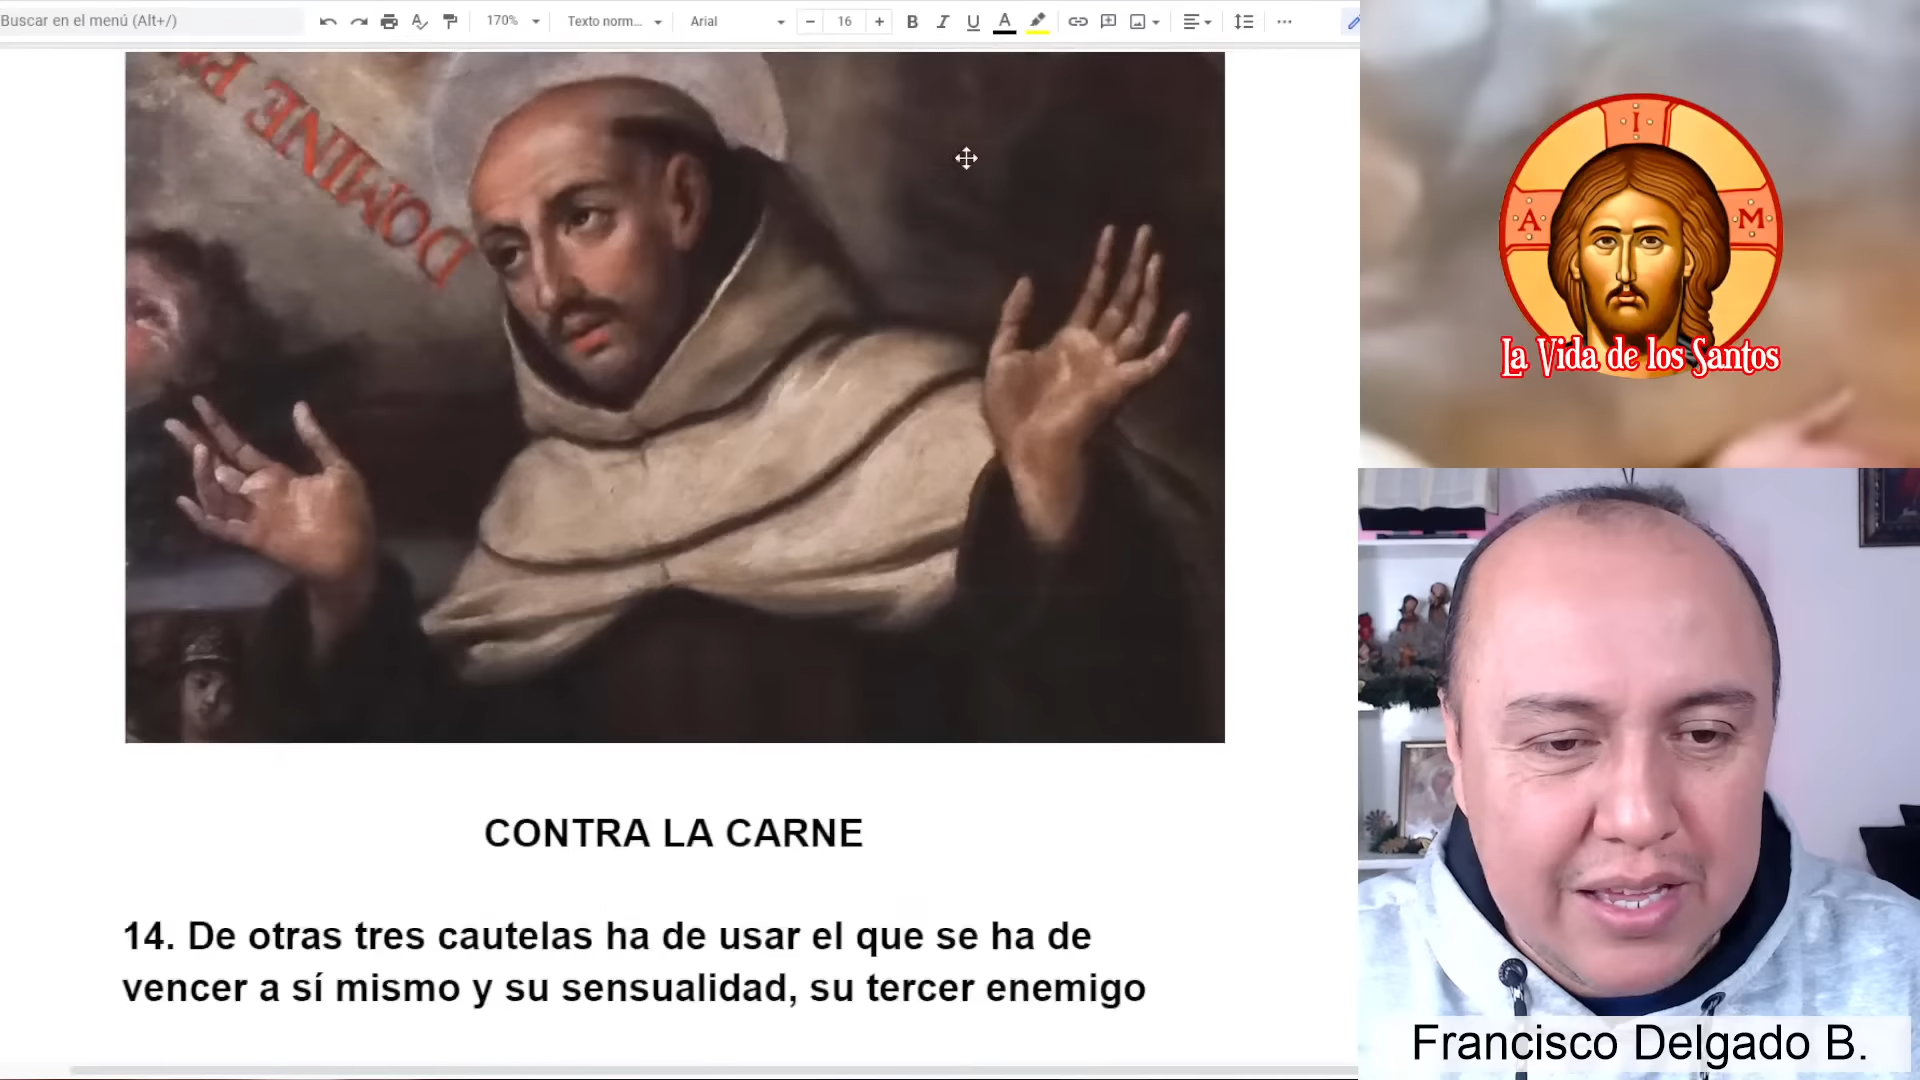 Buscar en el menú (Alt+/)
170%
Texto norm...
Arial
16
B
I
U
A
DOMINE P
I
A
M
La Vida de los Santos
CONTRA LA CARNE
14. De otras tres cautelas ha de usar el que se ha de
vencer a sí mismo y su sensualidad, su tercer enemigo
Francisco Delgado B.